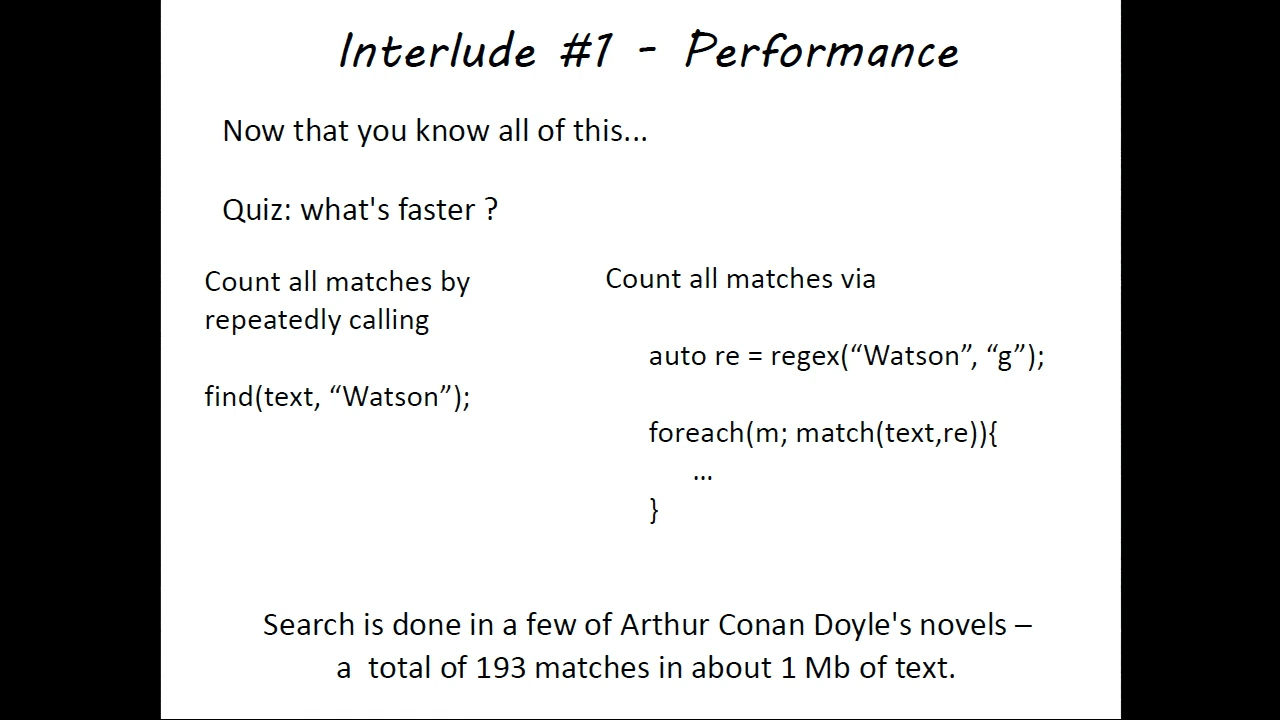 Interlude #1 - Performance
Now that you know all of this...
Quiz: what's faster ?
Count all matches by
repeatedly calling
find(text, “Watson”);
Count all matches via
auto re = regex(“Watson”, “g”);
foreach(m; match(text,re)){
...
}
Search is done in a few of Arthur Conan Doyle's novels –
a total of 193 matches in about 1 Mb of text.